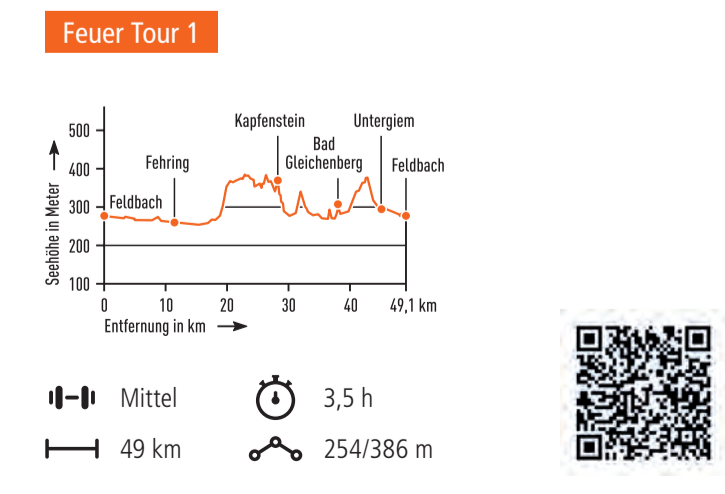 Feuer Tour 1
Seehöhe in Meter
500
400
300
200
100
Feldbach
Fehring
Kapfenstein
Bad
Gleichenberg
Untergiem
Feldbach
0
10
20
30
40
49,1 km
Entfernung in km
Mittel
3,5 h
49 km
254/386 m